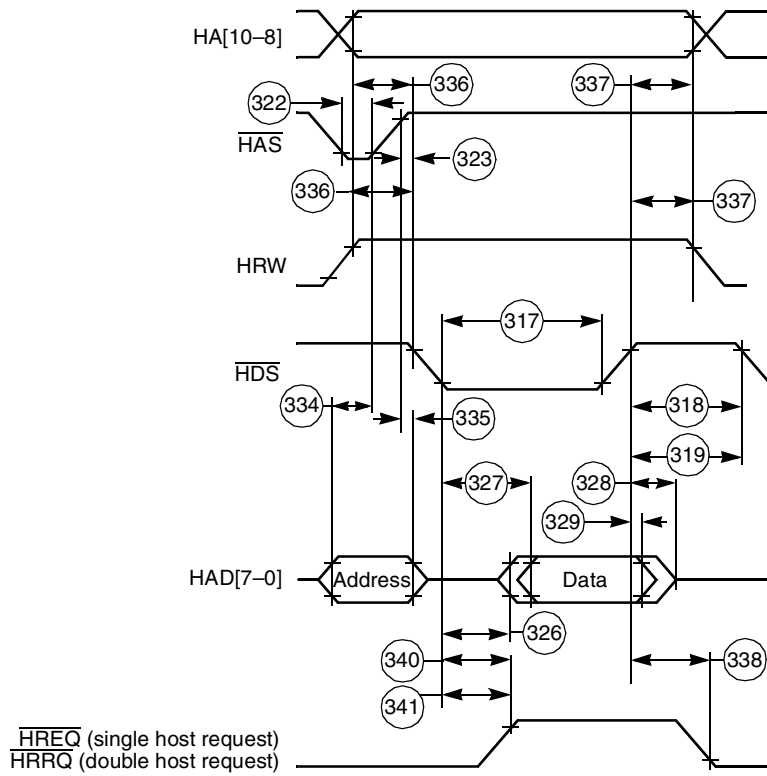 HA[10–8]
336
337
322
HAS
323
336
337
HRW
317
HDS
334
335
318
319
327
328
329
HAD[7–0]
Address
Data
326
340
338
341
HREQ (single host request)
HRRQ (double host request)